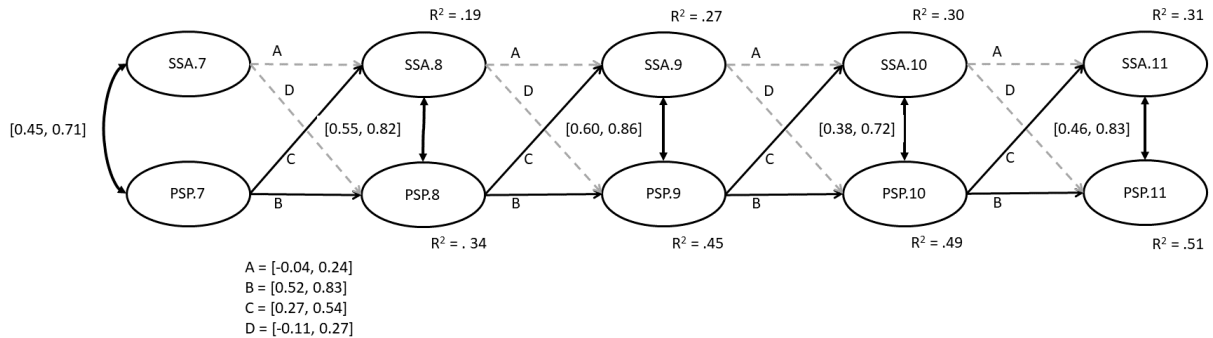 R² = .19
R² = .27
R² = .30
R² = .31
SSA.7
A
SSA.8
A
SSA.9
A
SSA.10
A
SSA.11
D
D
D
D
[0.45, 0.71]
[0.55, 0.82]
[0.60, 0.86]
[0.38, 0.72]
[0.46, 0.83]
C
C
C
C
PSP.7
B
PSP.8
B
PSP.9
B
PSP.10
B
PSP.11
R² = . 34
R² = .45
R² = .49
R² = .51
A = [-0.04, 0.24]
B = [0.52, 0.83]
C = [0.27, 0.54]
D = [-0.11, 0.27]